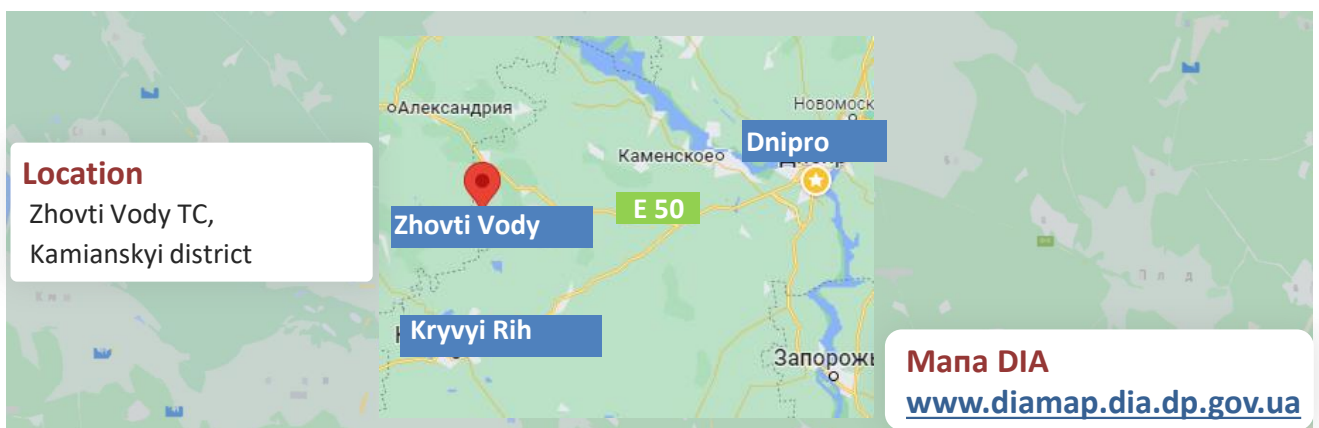 Location
Zhovti Vody TC,
Kamianskyi district
Александрия
Новомоск
Dnipro
Каменское
E 50
Zhovti Vody
Kryvyi Rih
Запорожь
Мапа DIA
www.diamap.dia.dp.gov.ua